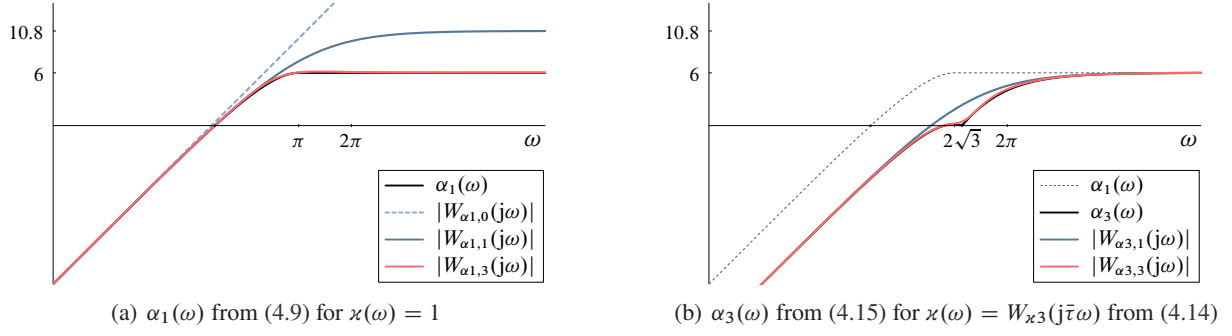 10.8
6
π
2π
ω
α₁(ω)
|W_{α1,0}(jω)|
|W_{α1,1}(jω)|
|W_{α1,3}(jω)|
(a) α₁(ω) from (4.9) for ϰ(ω) = 1
10.8
6
2√3
2π
ω
α₁(ω)
α₃(ω)
|W_{α3,1}(jω)|
|W_{α3,3}(jω)|
(b) α₃(ω) from (4.15) for ϰ(ω) = W_{ϰ3}(jτ̄ω) from (4.14)